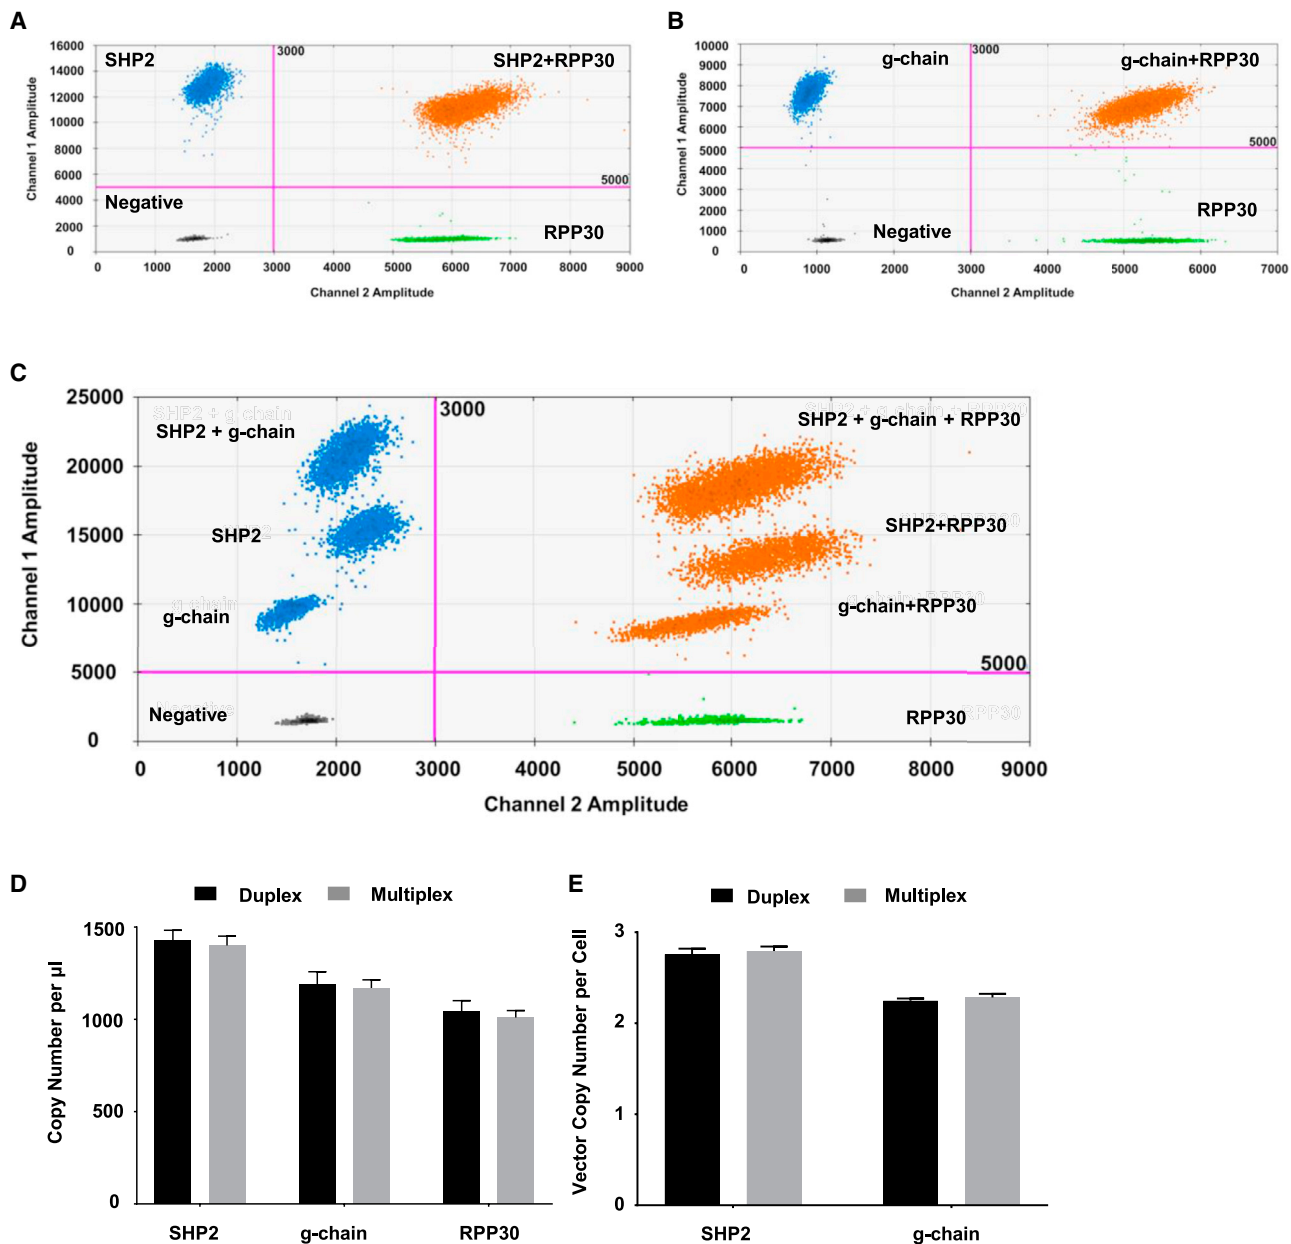 A
16000
14000
12000
10000
8000
6000
4000
2000
0
Channel 1 Amplitude
SHP2
3000
SHP2+RPP30
5000
Negative
RPP30
0 1000 2000 3000 4000 5000 6000 7000 8000 9000
Channel 2 Amplitude
B
10000
9000
8000
7000
6000
5000
4000
3000
2000
1000
0
Channel 1 Amplitude
g-chain
3000
g-chain+RPP30
5000
RPP30
Negative
0 1000 2000 3000 4000 5000 6000 7000
Channel 2 Amplitude
C
25000
20000
15000
10000
5000
0
Channel 1 Amplitude
SHP2 + g-chain
3000
SHP2 + g-chain + RPP30
SHP2
SHP2+RPP30
g-chain
g-chain+RPP30
5000
Negative
RPP30
0 1000 2000 3000 4000 5000 6000 7000 8000 9000
Channel 2 Amplitude
D
Duplex Multiplex
1500
1000
500
0
Copy Number per µl
SHP2 g-chain RPP30
E
Duplex Multiplex
3
2
1
0
Vector Copy Number per Cell
SHP2 g-chain